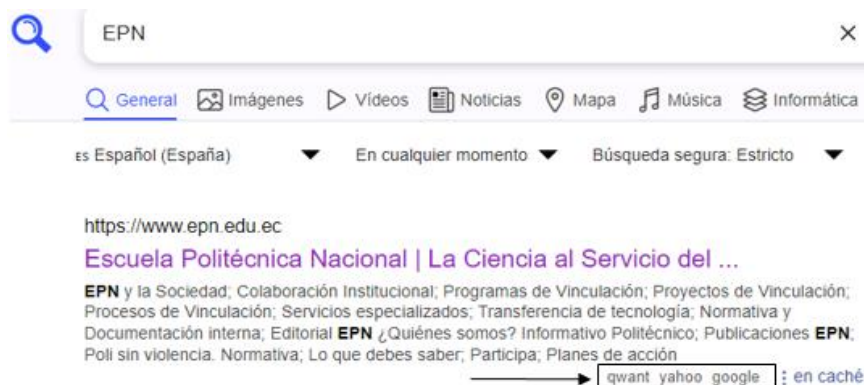 EPN
General Imágenes Vídeos Noticias Mapa Música Informática
ES Español (España) En cualquier momento Búsqueda segura: Estricto
https://www.epn.edu.ec
Escuela Politécnica Nacional | La Ciencia al Servicio del ...
EPN y la Sociedad; Colaboración Institucional; Programas de Vinculación; Proyectos de Vinculación;
Procesos de Vinculación; Servicios especializados; Transferencia de tecnología; Normativa y
Documentación interna; Editorial EPN ¿Quiénes somos? Informativo Politécnico; Publicaciones EPN;
Poli sin violencia. Normativa; Lo que debes saber; Participa; Planes de acción
qwant yahoo google en caché